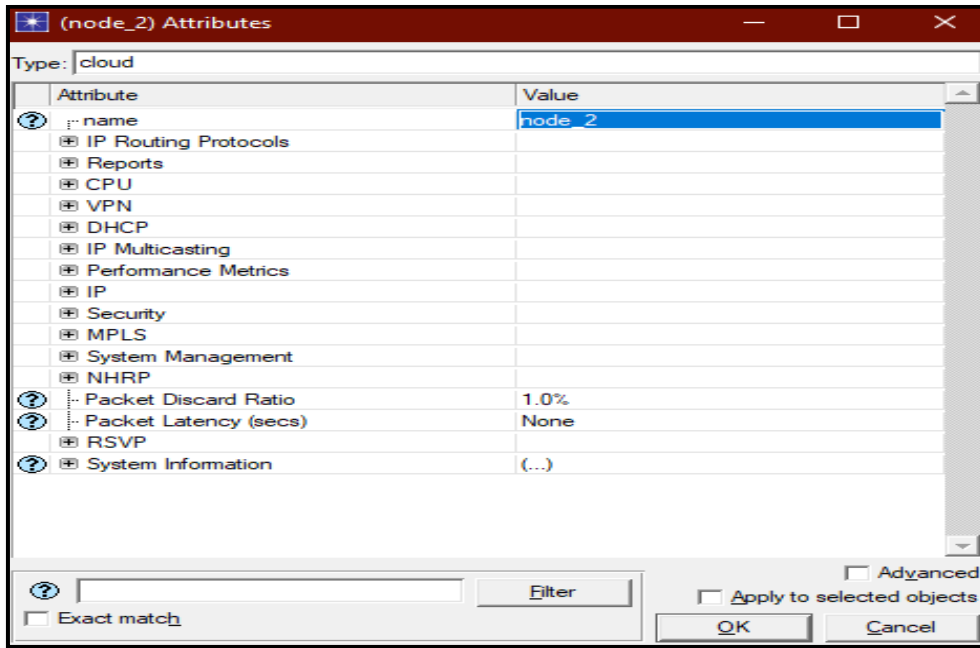 (node_2) Attributes
Type: cloud
Attribute Value
name node_2
IP Routing Protocols
Reports
CPU
VPN
DHCP
IP Multicasting
Performance Metrics
IP
Security
MPLS
System Management
NHRP
Packet Discard Ratio 1.0%
Packet Latency (secs) None
RSVP
System Information (...)
Advanced
Filter
Apply to selected objects
Exact match
OK Cancel